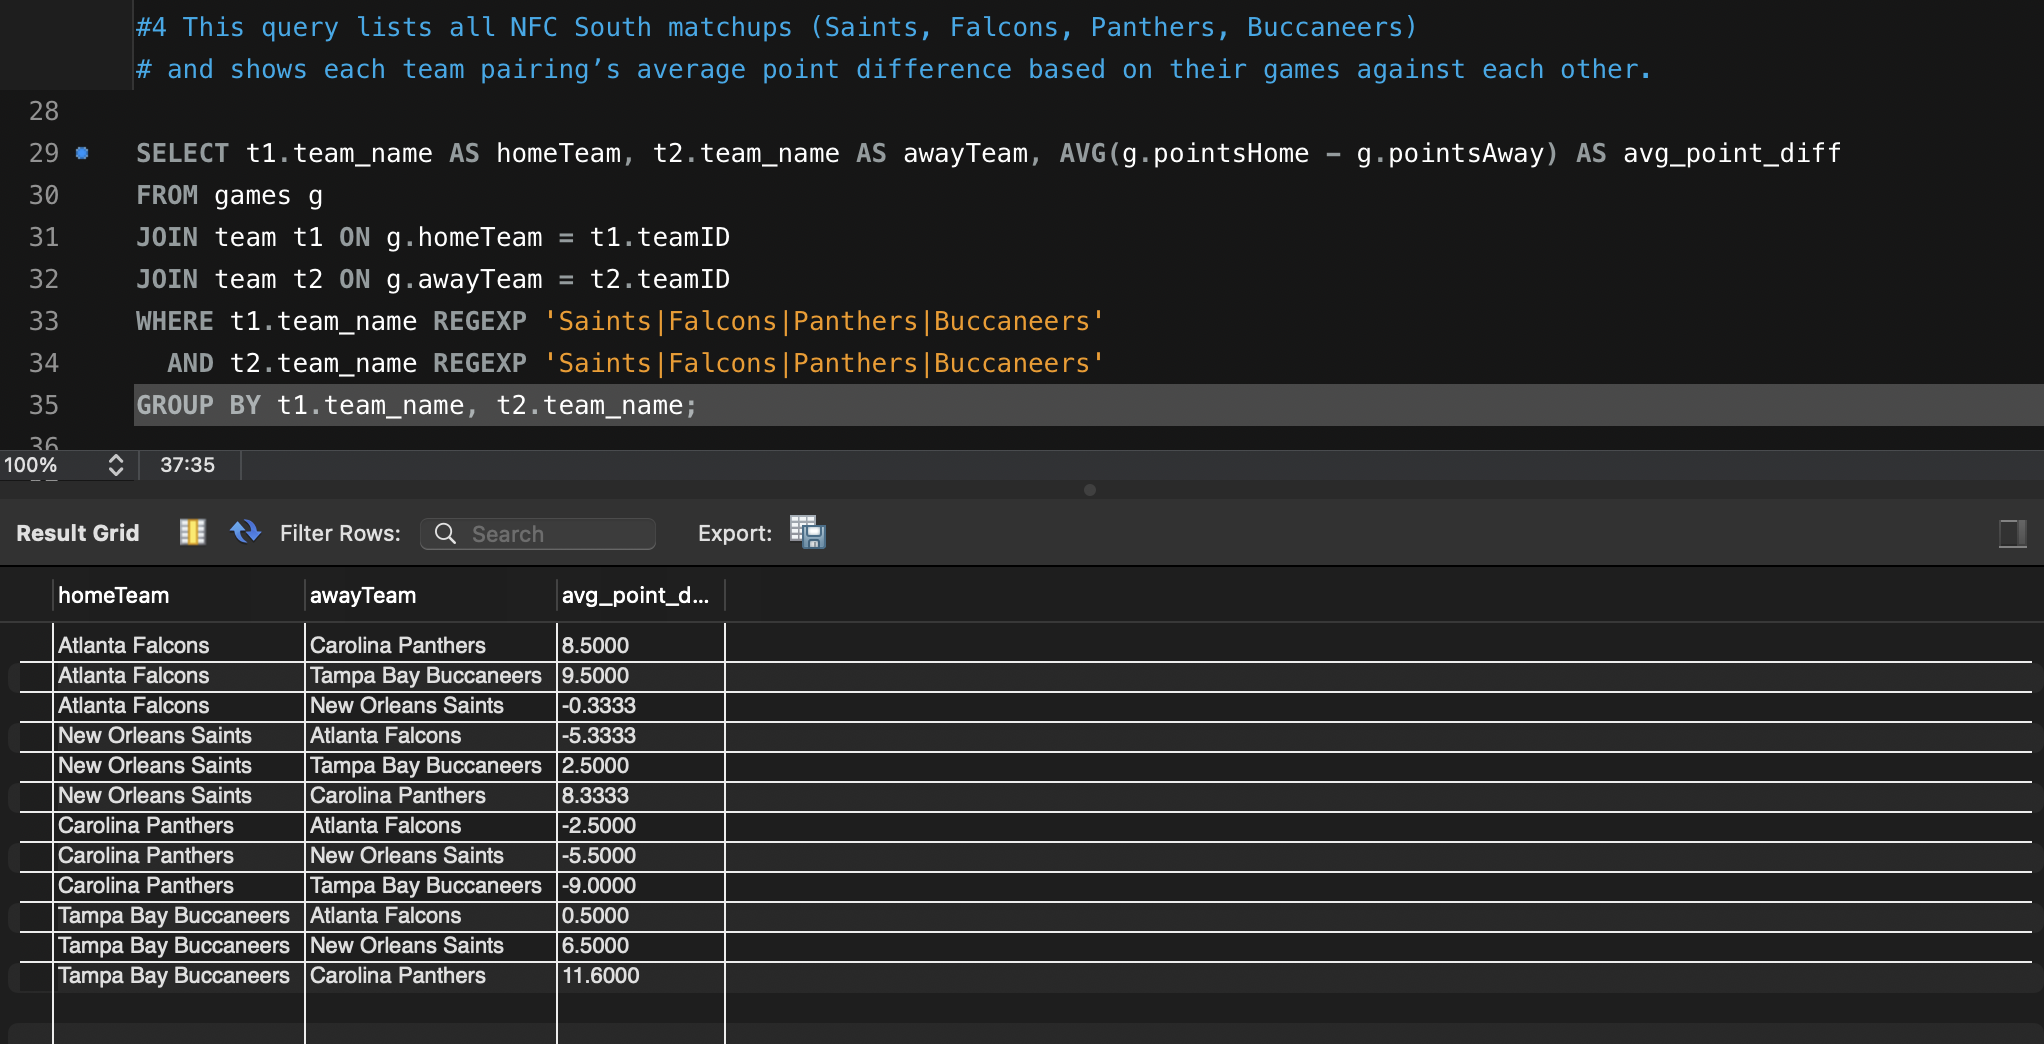 #4 This query lists all NFC South matchups (Saints, Falcons, Panthers, Buccaneers)
# and shows each team pairing’s average point difference based on their games against each other.
28
29 SELECT t1.team_name AS homeTeam, t2.team_name AS awayTeam, AVG(g.pointsHome – g.pointsAway) AS avg_point_diff
30 FROM games g
31 JOIN team t1 ON g.homeTeam = t1.teamID
32 JOIN team t2 ON g.awayTeam = t2.teamID
33 WHERE t1.team_name REGEXP 'Saints|Falcons|Panthers|Buccaneers'
34 AND t2.team_name REGEXP 'Saints|Falcons|Panthers|Buccaneers'
35 GROUP BY t1.team_name, t2.team_name;
36
100% 37:35
Result Grid Filter Rows: Search Export:
homeTeam awayTeam avg_point_d...
Atlanta Falcons Carolina Panthers 8.5000
Atlanta Falcons Tampa Bay Buccaneers 9.5000
Atlanta Falcons New Orleans Saints -0.3333
New Orleans Saints Atlanta Falcons -5.3333
New Orleans Saints Tampa Bay Buccaneers 2.5000
New Orleans Saints Carolina Panthers 8.3333
Carolina Panthers Atlanta Falcons -2.5000
Carolina Panthers New Orleans Saints -5.5000
Carolina Panthers Tampa Bay Buccaneers -9.0000
Tampa Bay Buccaneers Atlanta Falcons 0.5000
Tampa Bay Buccaneers New Orleans Saints 6.5000
Tampa Bay Buccaneers Carolina Panthers 11.6000